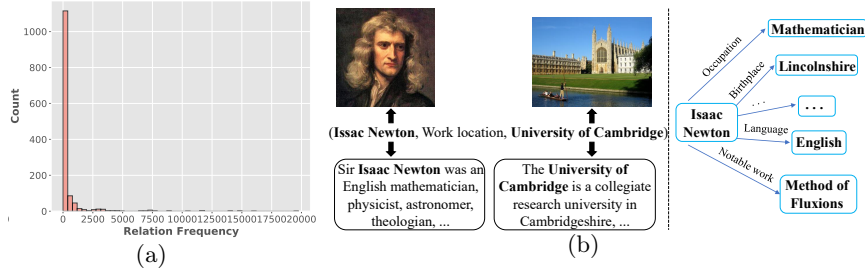 1000
800
600
400
200
0
Count
0 2500 5000 7500 10000 12500 15000 17500 20000
Relation Frequency
(a)
(Issac Newton, Work location, University of Cambridge)
Sir Isaac Newton was an
English mathematician,
physicist, astronomer,
theologian, ...
The University of
Cambridge is a collegiate
research university in
Cambridgeshire, ...
(b)
Isaac
Newton
Occupation
Mathematician
Birthplace
Lincolnshire
...
...
Language
English
Notable work
Method of
Fluxions